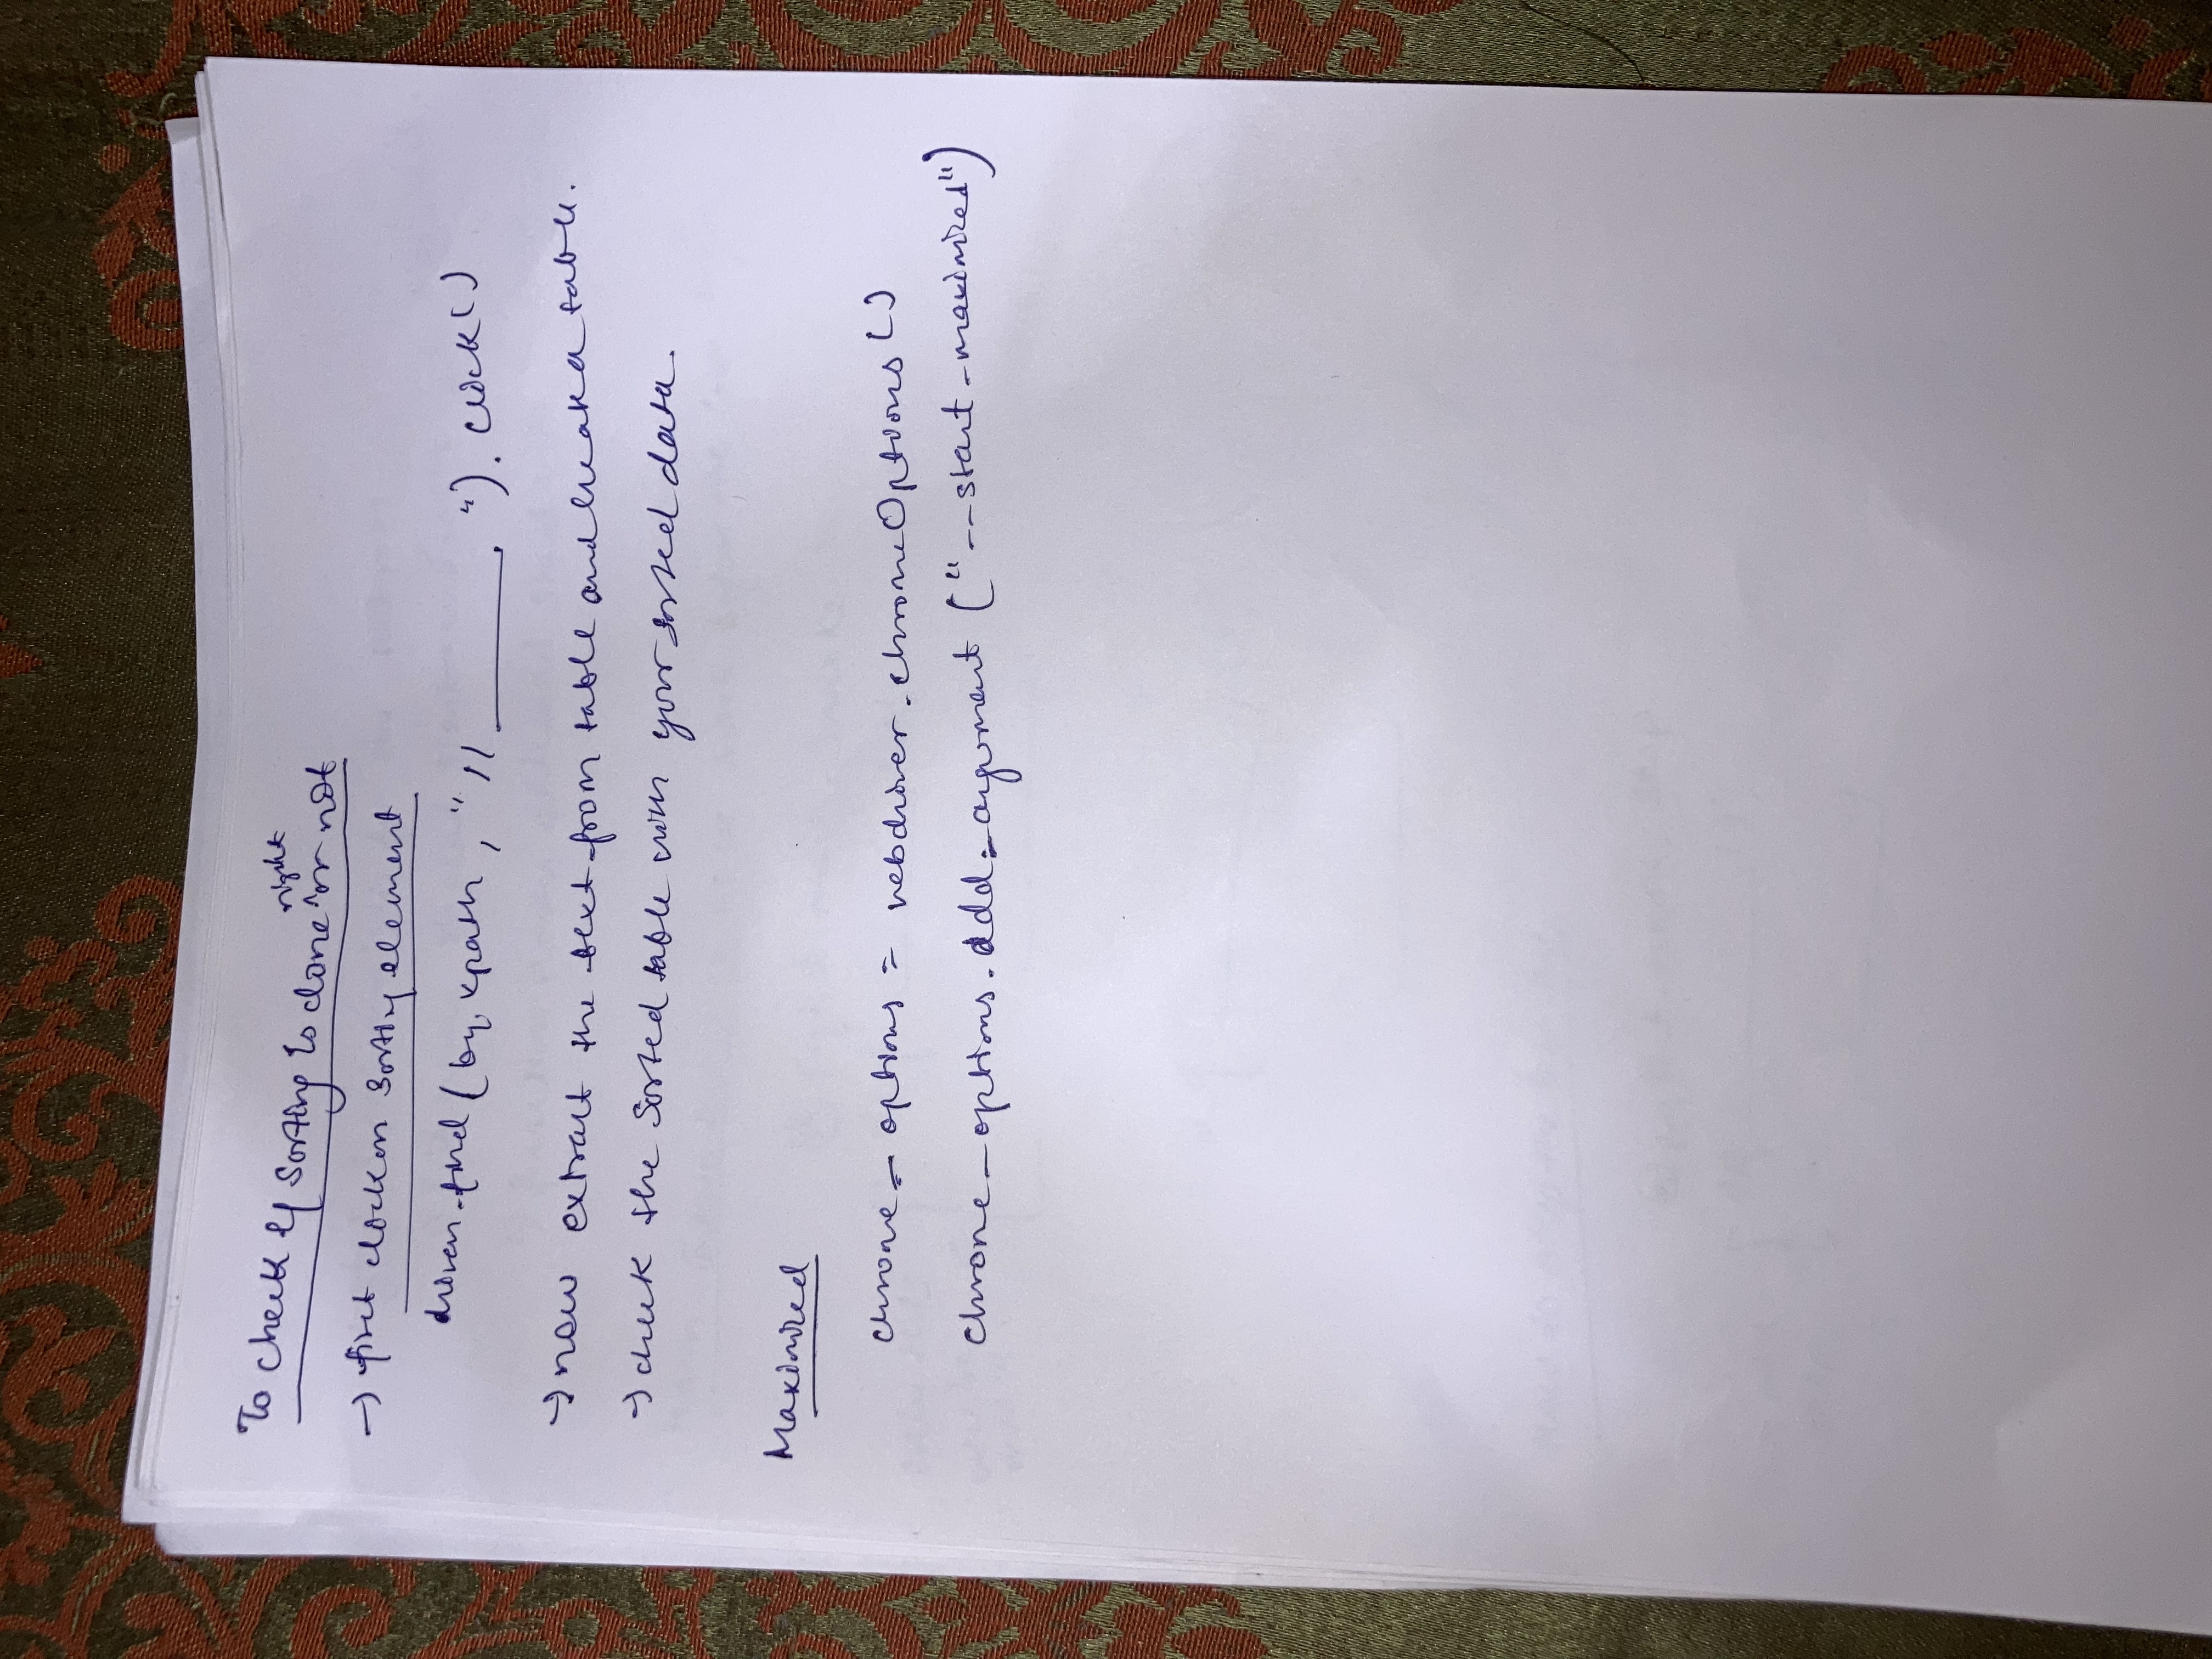 To check if Sorting is done right or not
→ first click on Sorting element
driver.find (by.xpath, "//________"). click()
→ now extract the text from table and a table.
→ check the Sorted table with your sorted data.
Maximized
chrome_options = webdriver.chromeOptions()
chrome_options.add_argument ("--start-maximized")